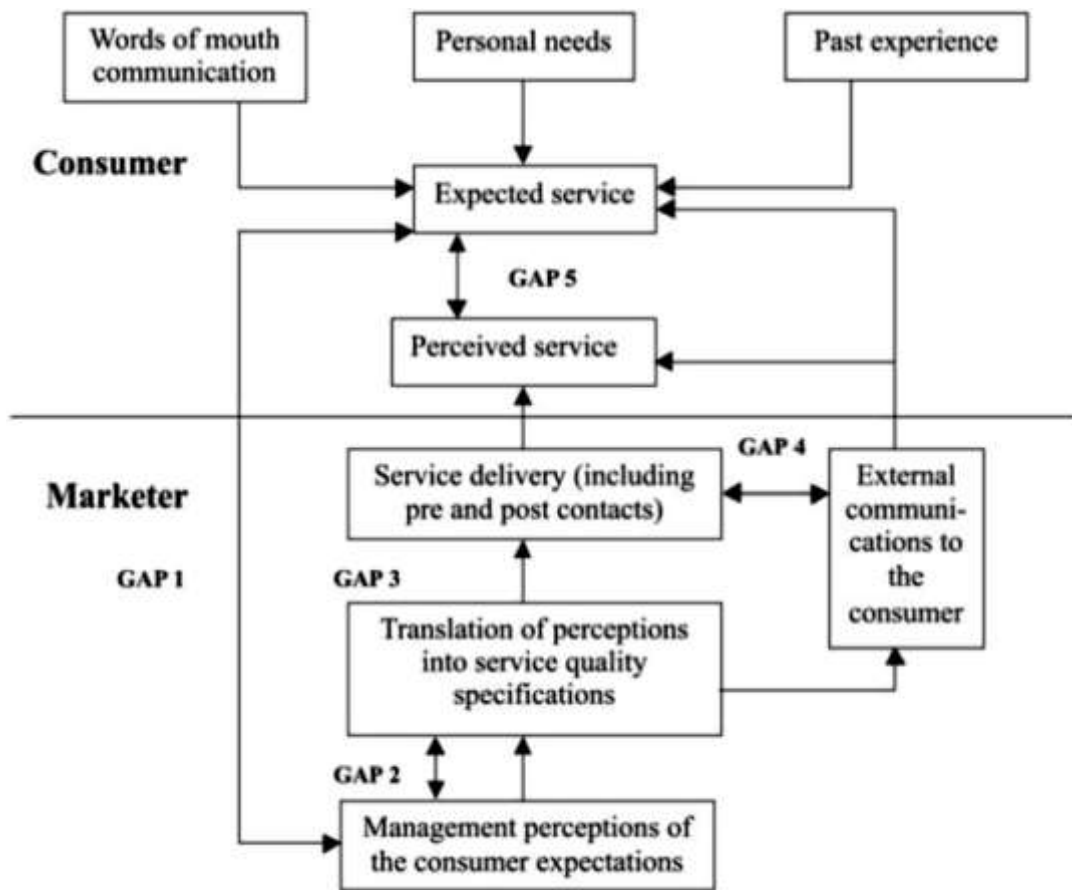 Words of mouth
communication
Personal needs
Past experience
Consumer
Expected service
GAP 5
Perceived service
Marketer
Service delivery (including
pre and post contacts)
GAP 4
External
communi-
cations to
the
consumer
GAP 1
GAP 3
Translation of perceptions
into service quality
specifications
GAP 2
Management perceptions of
the consumer expectations